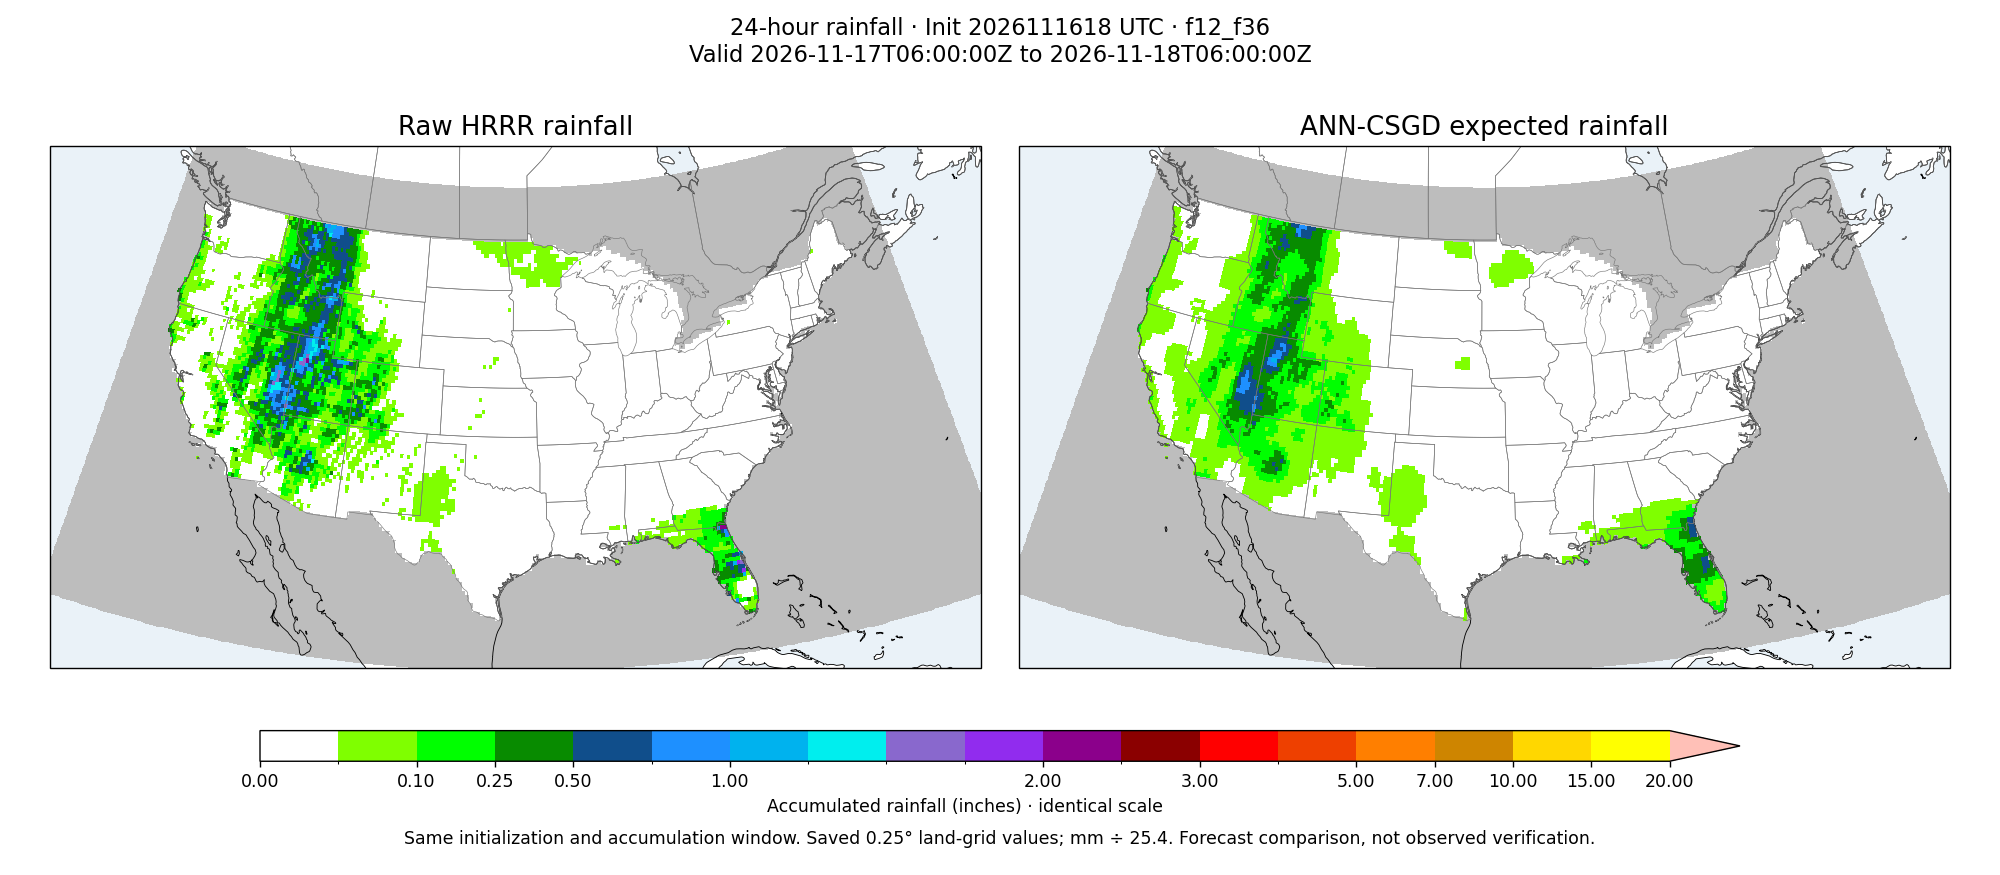 24-hour rainfall · Init 2026111618 UTC · f12_f36
Valid 2026-11-17T06:00:00Z to 2026-11-18T06:00:00Z
Raw HRRR rainfall
ANN-CSGD expected rainfall
0.00 0.10 0.25 0.50 1.00 2.00 3.00 5.00 7.00 10.00 15.00 20.00
Accumulated rainfall (inches) · identical scale
Same initialization and accumulation window. Saved 0.25° land-grid values; mm ÷ 25.4. Forecast comparison, not observed verification.